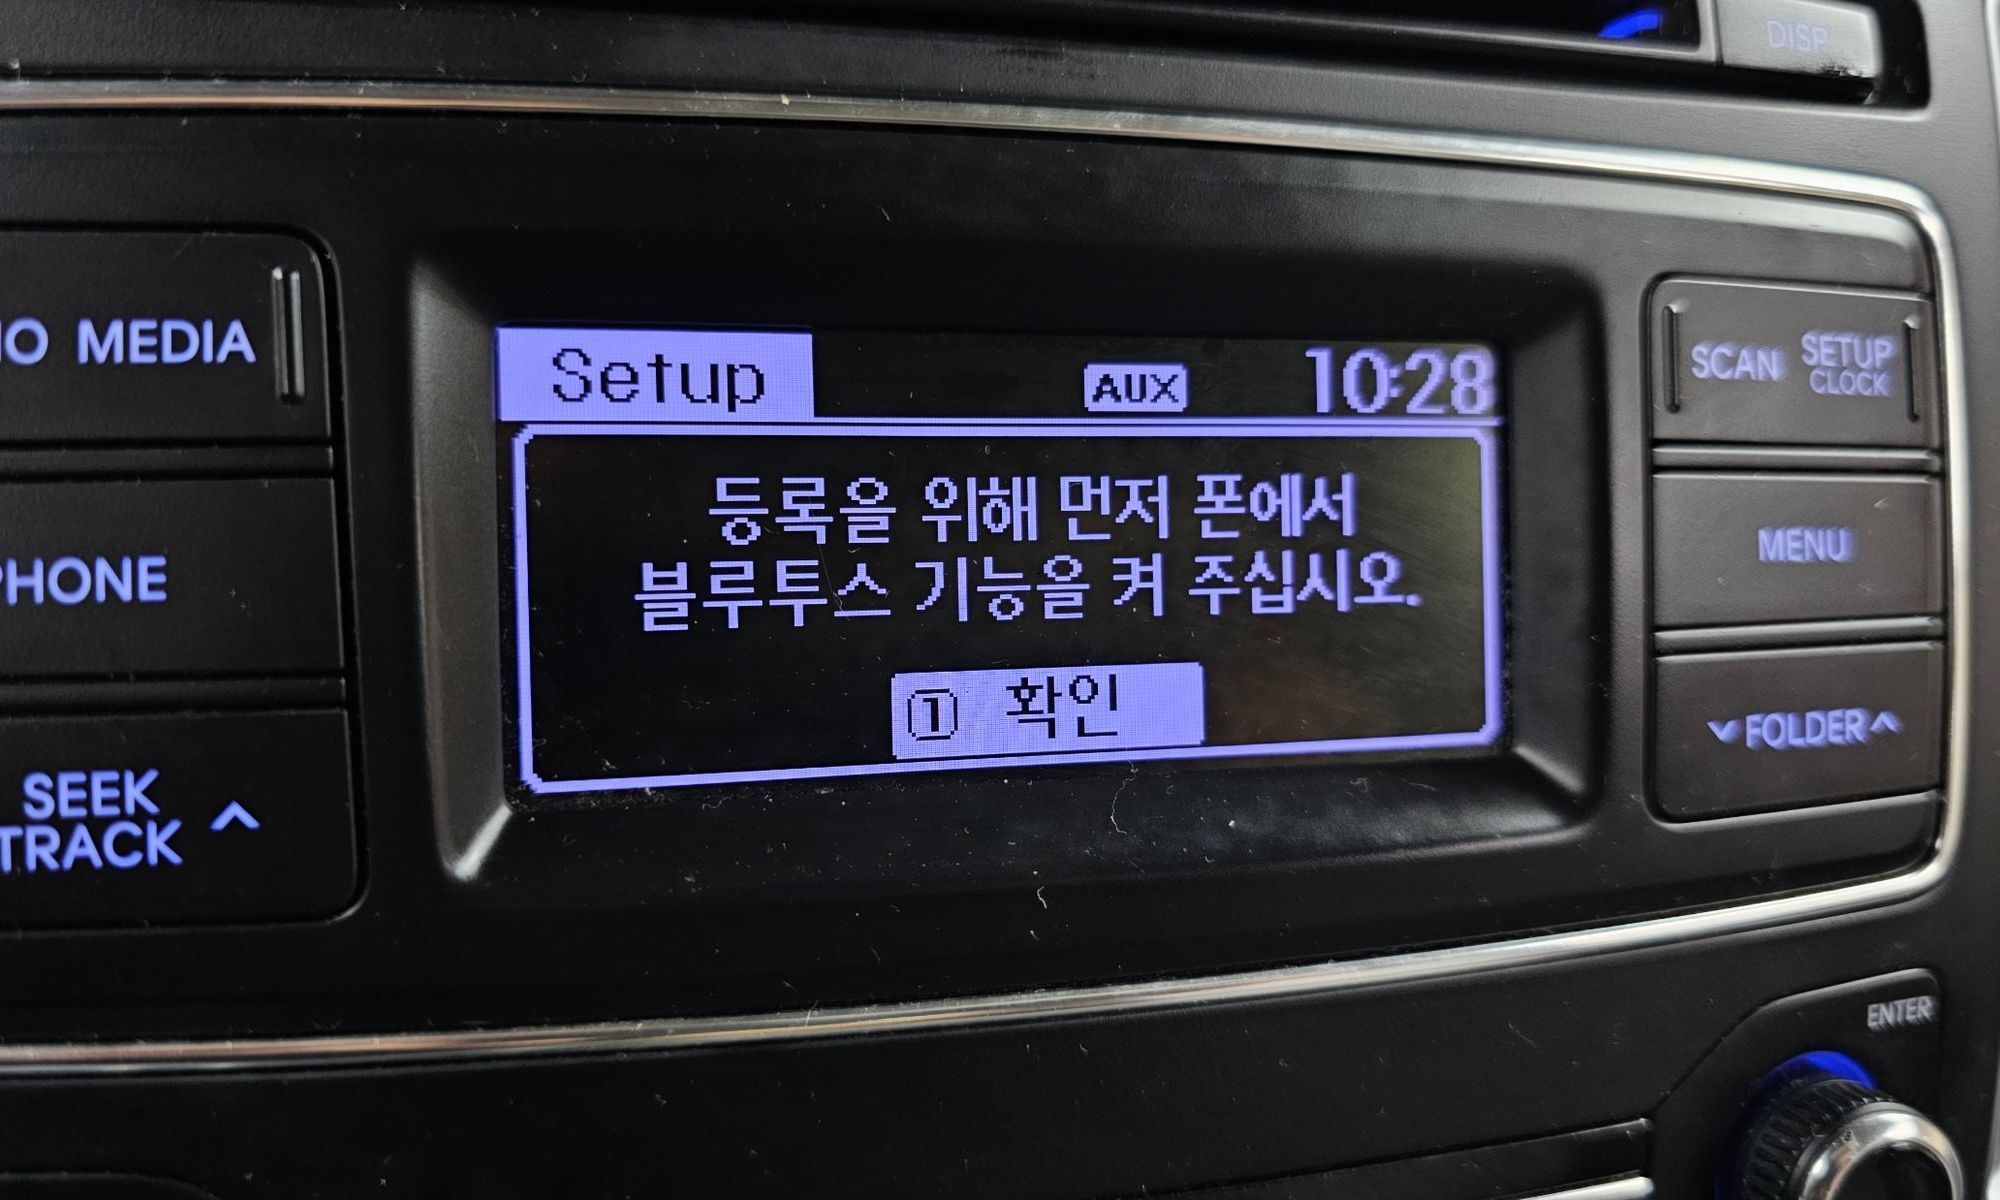 DISP
MEDIA
SCAN
SETUP
CLOCK
Setup
AUX
10:28
등록을 위해 먼저 폰에서
블루투스 기능을 켜 주십시오.
① 확인
PHONE
MENU
SEEK
TRACK
FOLDER
ENTER